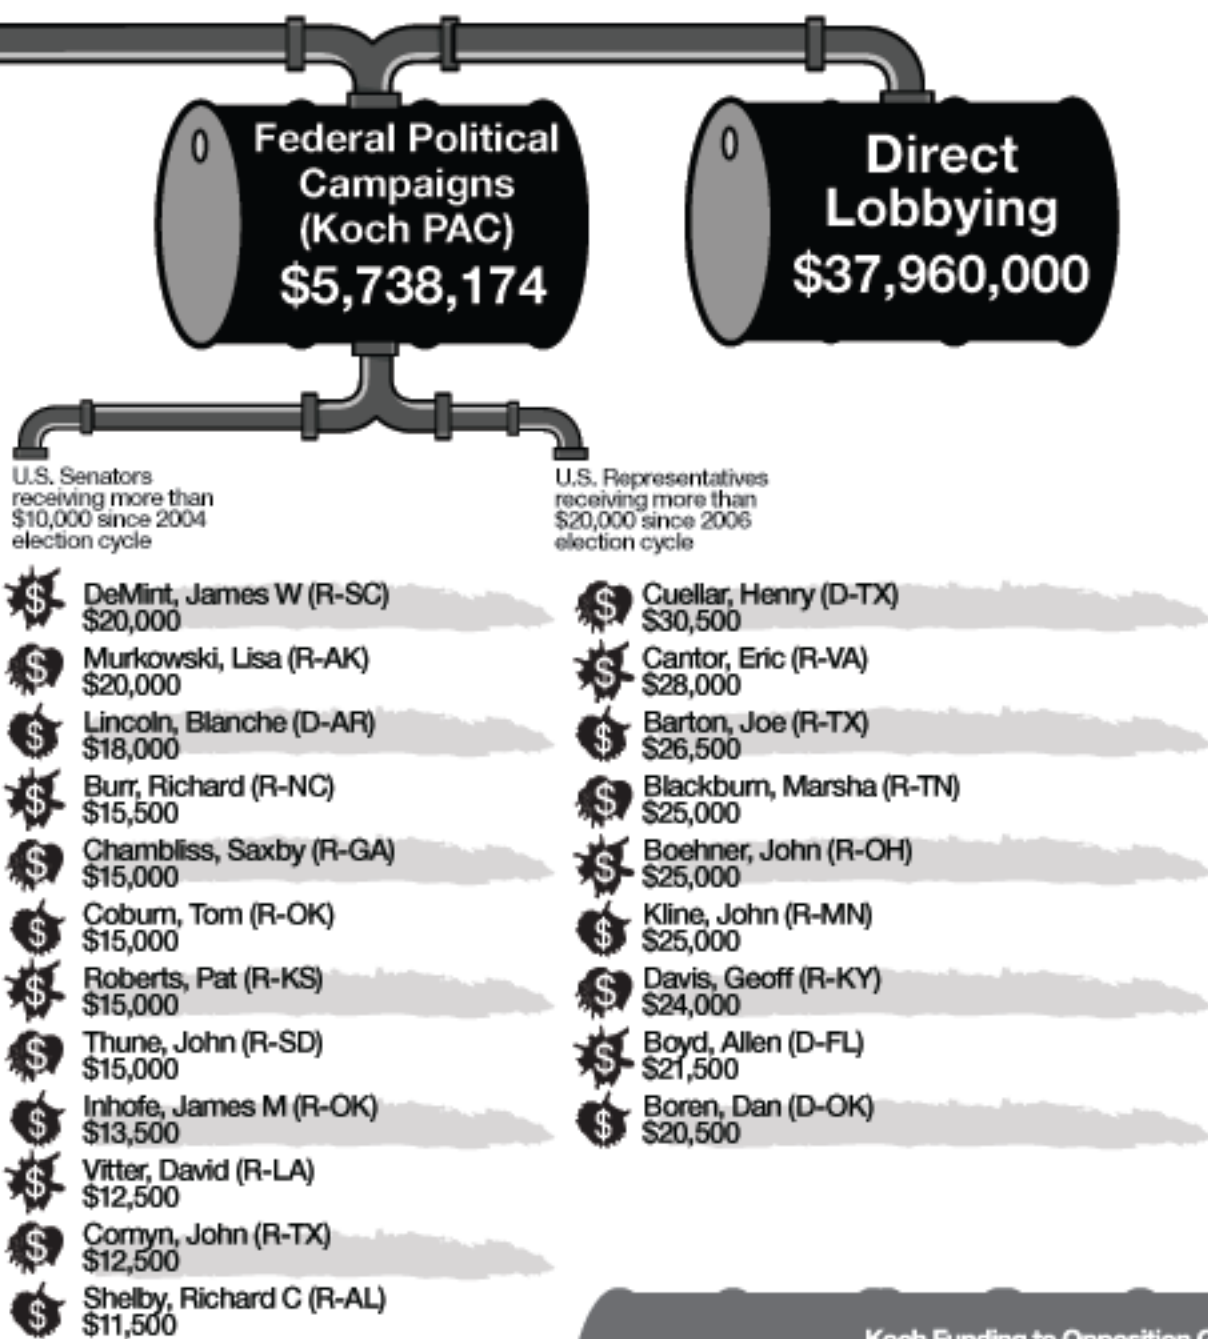 Federal Political
Campaigns
(Koch PAC)
$5,738,174
Direct
Lobbying
$37,960,000
U.S. Senators
receiving more than
$10,000 since 2004
election cycle
DeMint, James W (R-SC)
$20,000
Murkowski, Lisa (R-AK)
$20,000
Lincoln, Blanche (D-AR)
$18,000
Burr, Richard (R-NC)
$15,500
Chambliss, Saxby (R-GA)
$15,000
Coburn, Tom (R-OK)
$15,000
Roberts, Pat (R-KS)
$15,000
Thune, John (R-SD)
$15,000
Inhofe, James M (R-OK)
$13,500
Vitter, David (R-LA)
$12,500
Cornyn, John (R-TX)
$12,500
Shelby, Richard C (R-AL)
$11,500
U.S. Representatives
receiving more than
$20,000 since 2006
election cycle
Cuellar, Henry (D-TX)
$30,500
Cantor, Eric (R-VA)
$28,000
Barton, Joe (R-TX)
$26,500
Blackburn, Marsha (R-TN)
$25,000
Boehner, John (R-OH)
$25,000
Kline, John (R-MN)
$25,000
Davis, Geoff (R-KY)
$24,000
Boyd, Allen (D-FL)
$21,500
Boren, Dan (D-OK)
$20,500
Koch Funding to Opposition